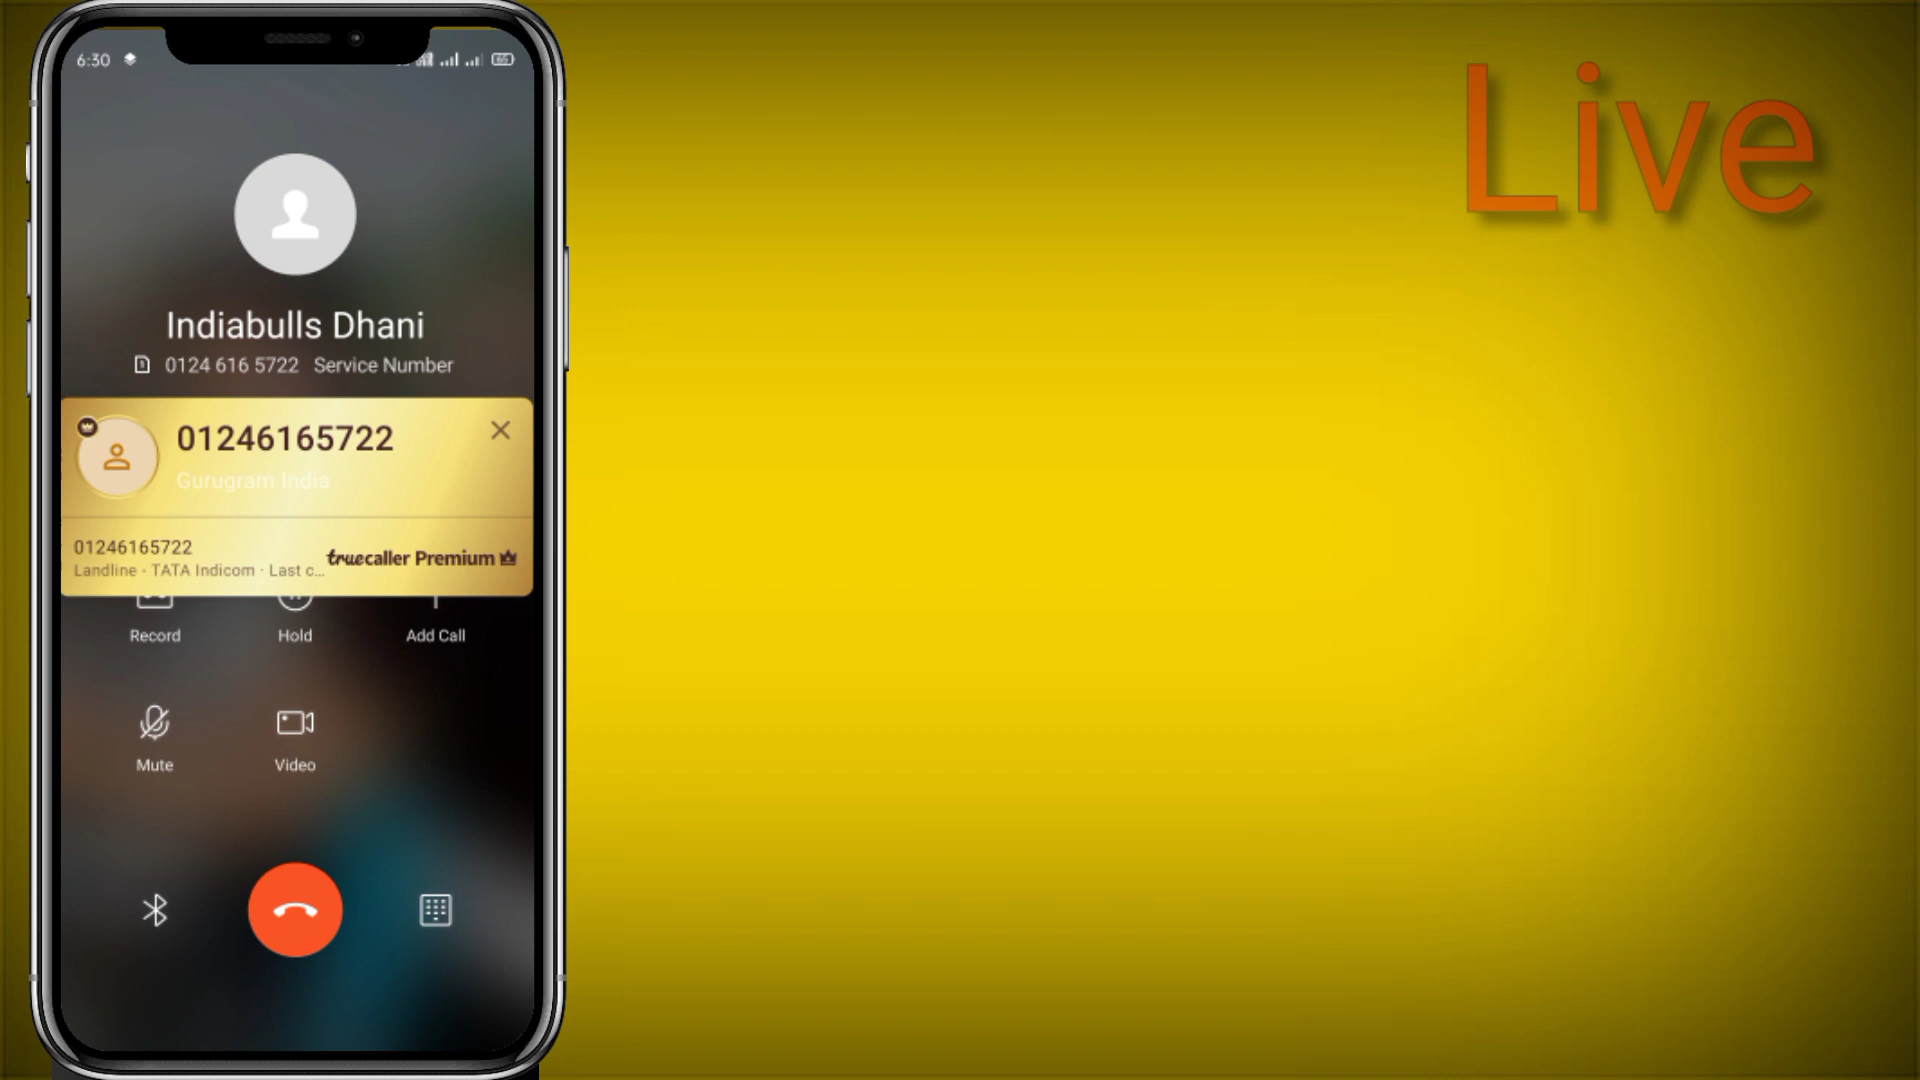 6:30
Live
Indiabulls Dhani
0124 616 5722 Service Number
01246165722
Gurugram India
01246165722
Landline - TATA Indicom · Last c...
truecaller Premium
Record Hold Add Call
Mute Video